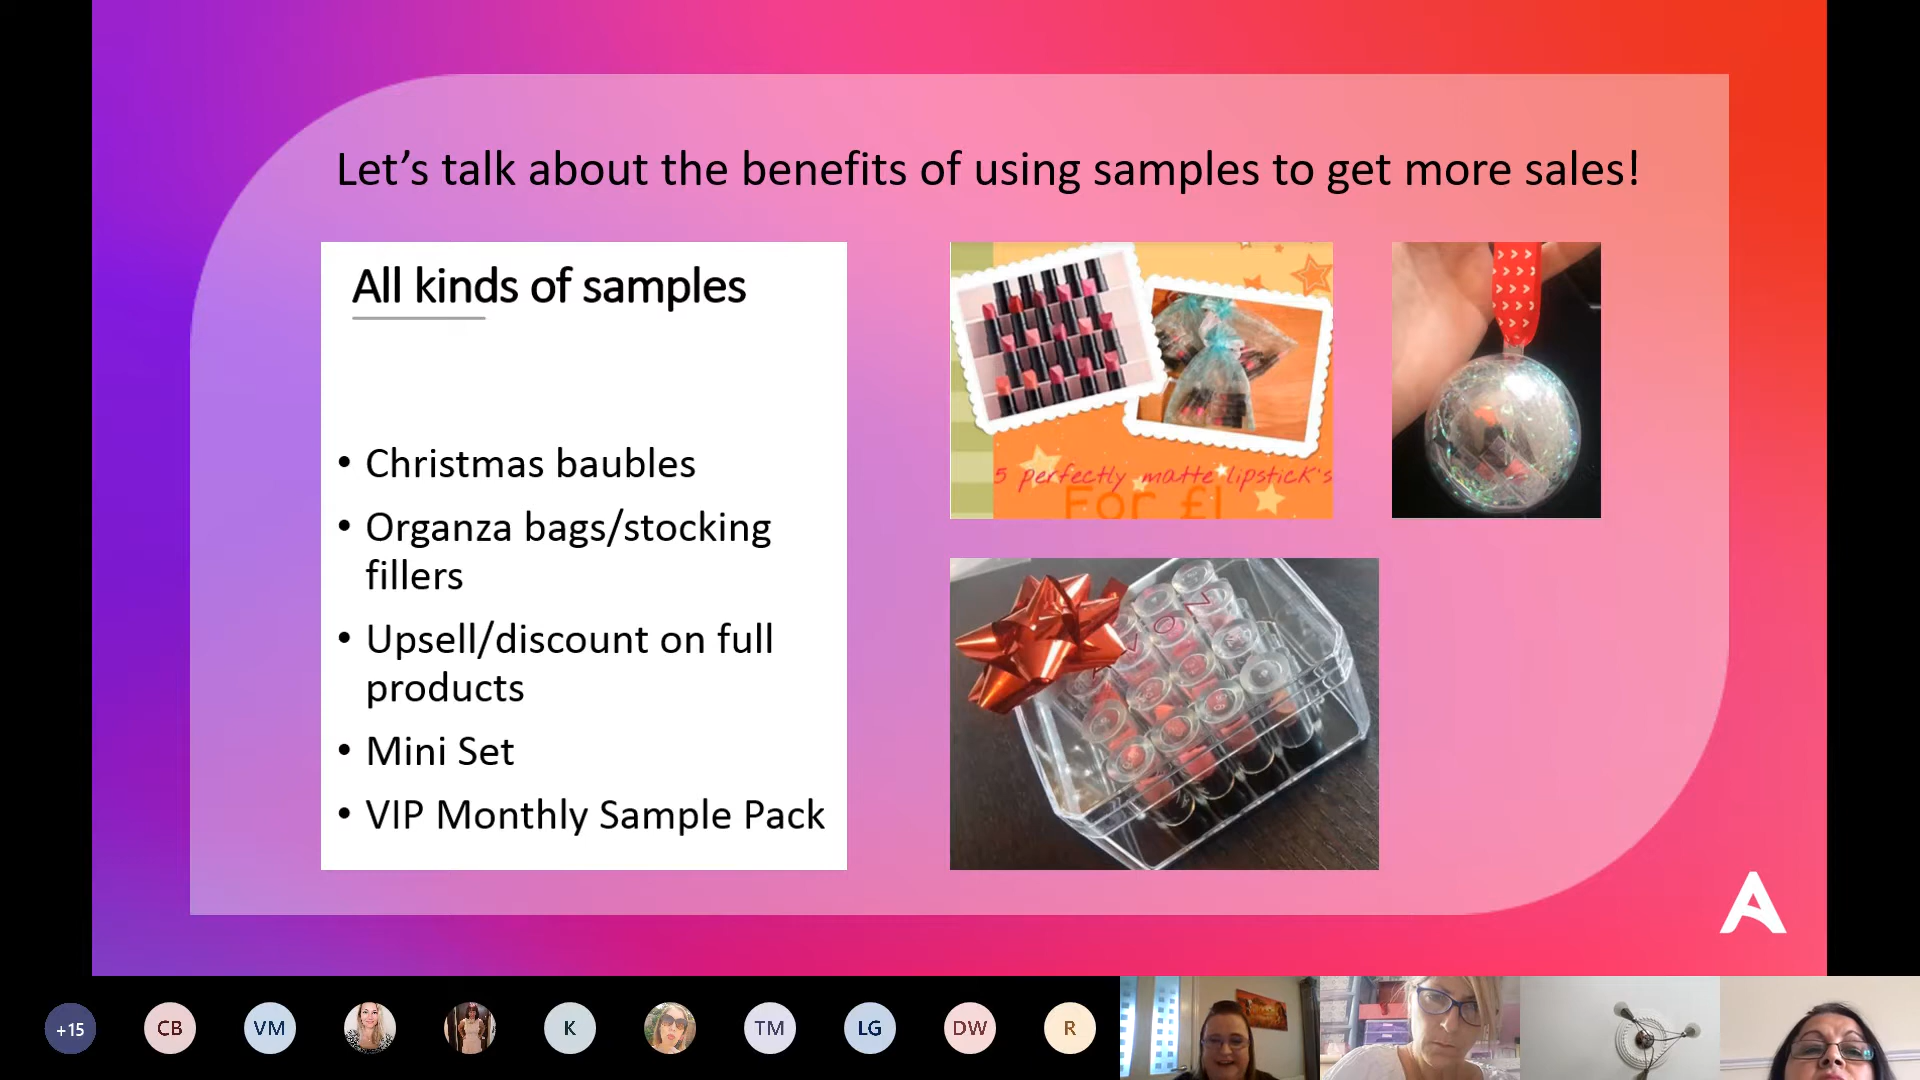 Let’s talk about the benefits of using samples to get more sales!
All kinds of samples
• Christmas baubles
• Organza bags/stocking
fillers
• Upsell/discount on full
products
• Mini Set
• VIP Monthly Sample Pack
5 perfectly matte lipstick's
For £1
AVON
A
+15
CB
VM
K
TM
LG
DW
R